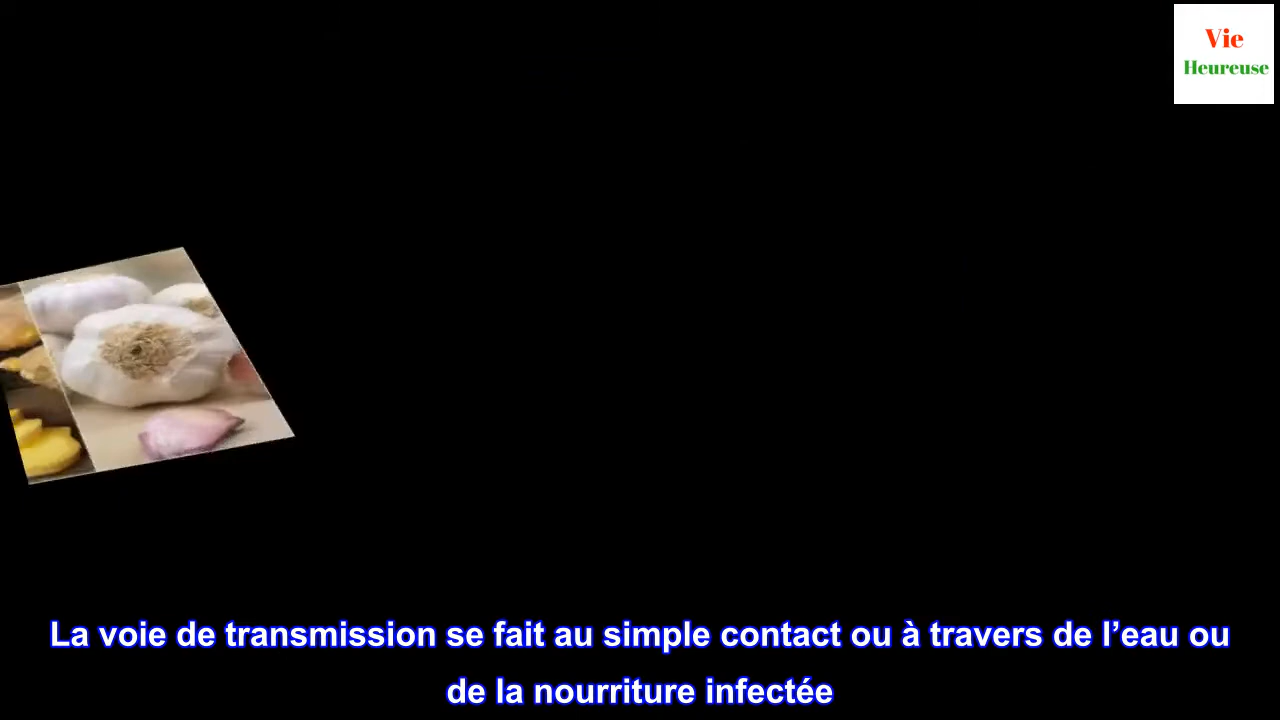 Vie
Heureuse
La voie de transmission se fait au simple contact ou à travers de l’eau ou
de la nourriture infectée